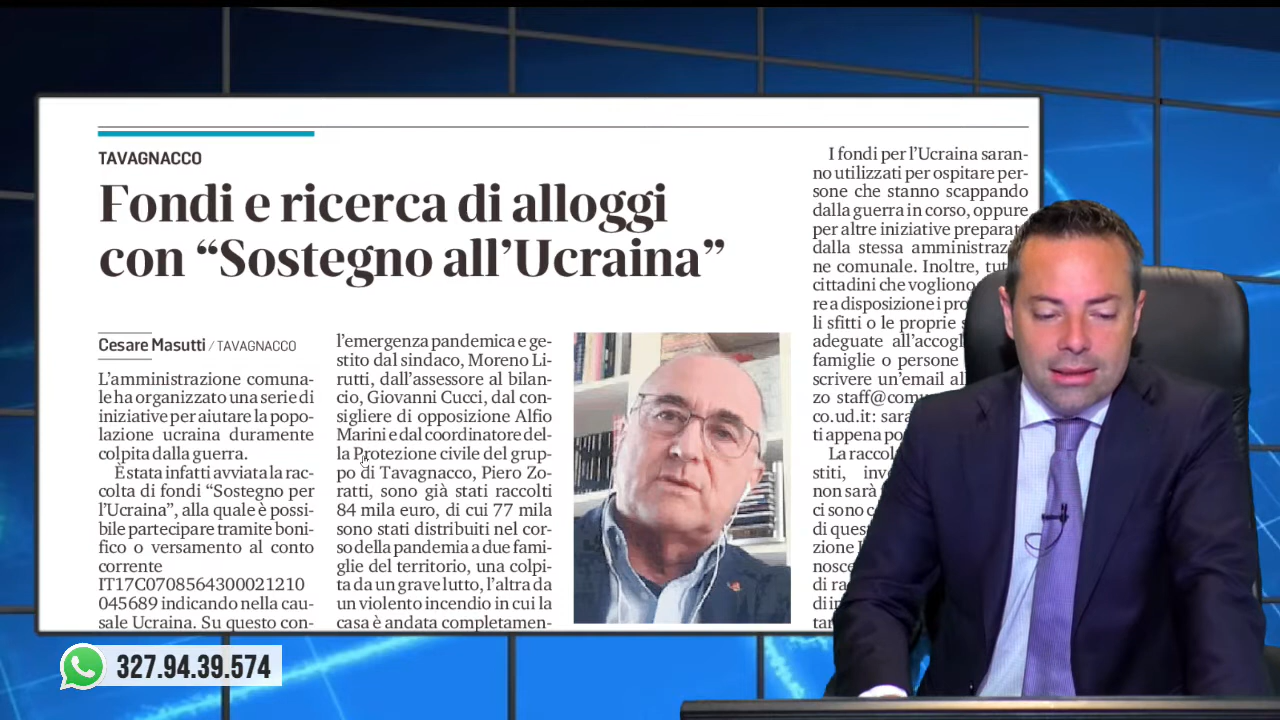 TAVAGNACCO
Fondi e ricerca di alloggi
con “Sostegno all’Ucraina”
Cesare Masutti / TAVAGNACCO
L’amministrazione comuna-
le ha organizzato una serie di
iniziative per aiutare la popo-
lazione ucraina duramente
colpita dalla guerra.
È stata infatti avviata la rac-
colta di fondi “Sostegno per
l’Ucraina”, alla quale è possi-
bile partecipare tramite boni-
fico o versamento al conto
corrente
IT17C0708564300021210
045689 indicando nella cau-
sale Ucraina. Su questo con-
l’emergenza pandemica e ge-
stito dal sindaco, Moreno Li-
rutti, dall’assessore al bilan-
cio, Giovanni Cucci, dal con-
sigliere di opposizione Alfio
Marini e dal coordinatore del-
la Protezione civile del grup-
po di Tavagnacco, Piero Zo-
ratti, sono già stati raccolti
84 mila euro, di cui 77 mila
sono stati distribuiti nel cor-
so della pandemia a due fami-
glie del territorio, una colpi-
ta da un grave lutto, l’altra da
un violento incendio in cui la
casa è andata completamen-
I fondi per l’Ucraina saran-
no utilizzati per ospitare per-
sone che stanno scappando
dalla guerra in corso, oppure
per altre iniziative preparate
dalla stessa amministrazio-
ne comunale. Inoltre, tut
cittadini che vogliono
re a disposizione i pro
li sfitti o le proprie s
adeguate all’accogl
famiglie o persone
scrivere un’email al
zo staff@com
co.ud.it: sara
ti appena po
La raccol
stiti, inv
non sarà
ci sono c
di quest
zione
nosce
di ra
di in
tar
327.94.39.574